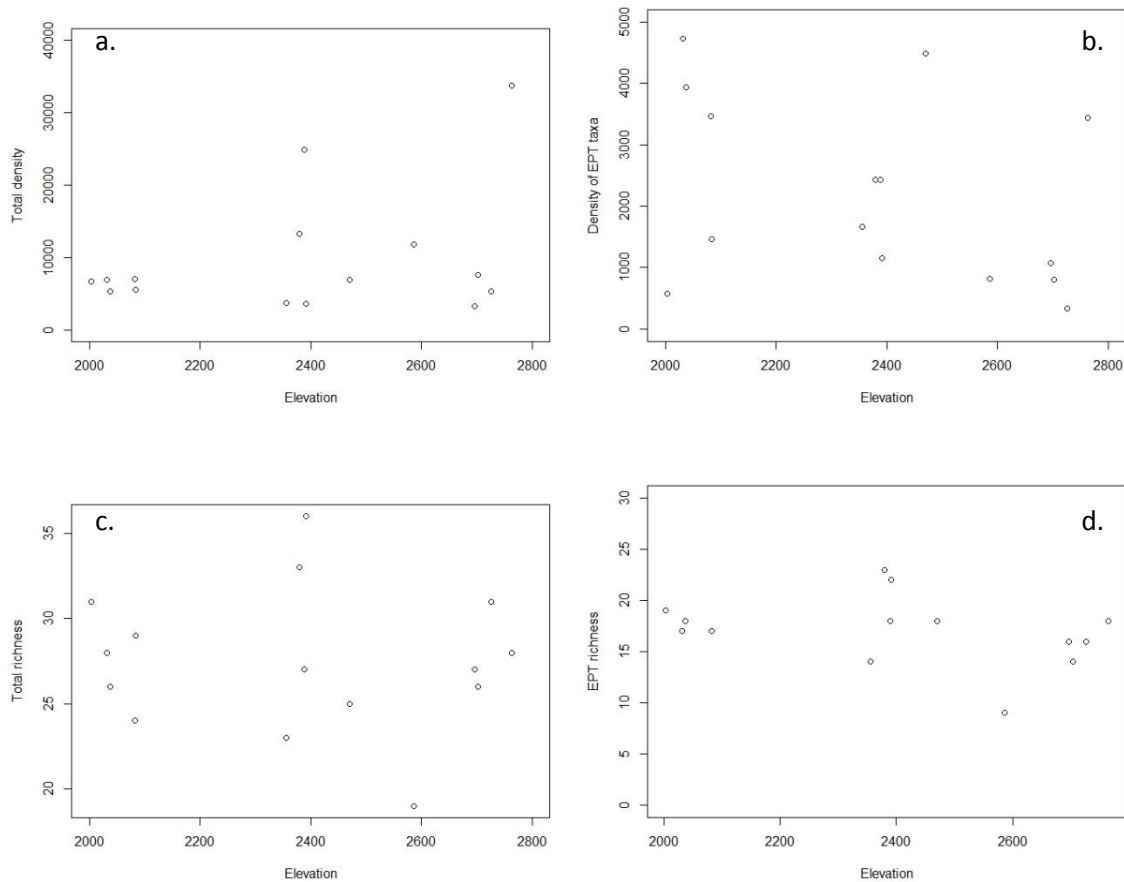 a.
Total density
40000
30000
20000
10000
0
2000 2200 2400 2600 2800
Elevation
b.
Density of EPT taxa
5000
4000
3000
2000
1000
0
2000 2200 2400 2600 2800
Elevation
c.
Total richness
35
30
25
20
2000 2200 2400 2600 2800
Elevation
d.
EPT richness
30
25
20
15
10
5
0
2000 2200 2400 2600
Elevation